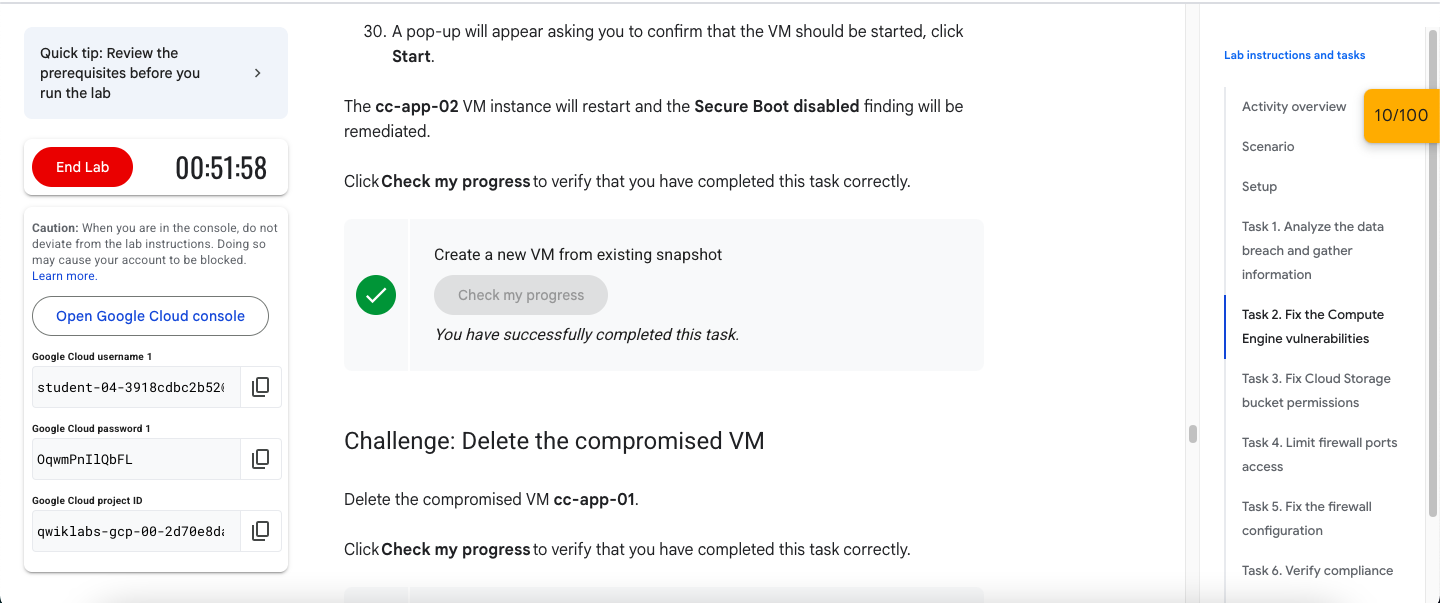 Quick tip: Review the
prerequisites before you
run the lab
End Lab
00:51:58
Caution: When you are in the console, do not
deviate from the lab instructions. Doing so
may cause your account to be blocked.
Learn more.
Open Google Cloud console
Google Cloud username 1
student-04-3918cdbc2b520
Google Cloud password 1
OqwmPnIlQbFL
Google Cloud project ID
qwiklabs-gcp-00-2d70e8da
30. A pop-up will appear asking you to confirm that the VM should be started, click
Start.
The cc-app-02 VM instance will restart and the Secure Boot disabled finding will be
remediated.
Click Check my progress to verify that you have completed this task correctly.
Create a new VM from existing snapshot
Check my progress
You have successfully completed this task.
Challenge: Delete the compromised VM
Delete the compromised VM cc-app-01.
Click Check my progress to verify that you have completed this task correctly.
Lab instructions and tasks
Activity overview
10/100
Scenario
Setup
Task 1. Analyze the data
breach and gather
information
Task 2. Fix the Compute
Engine vulnerabilities
Task 3. Fix Cloud Storage
bucket permissions
Task 4. Limit firewall ports
access
Task 5. Fix the firewall
configuration
Task 6. Verify compliance